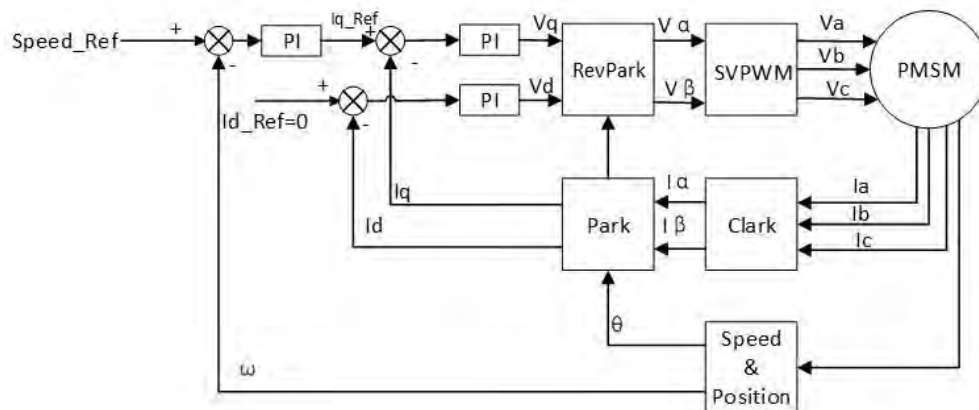 Speed_Ref
+
-
PI
Iq_Ref
+
-
PI
Vq
RevPark
V α
V β
SVPWM
Va
Vb
Vc
PMSM
Id_Ref=0
+
-
PI
Vd
Iq
Id
Park
I α
I β
Clark
Ia
Ib
Ic
θ
ω
Speed
&
Position